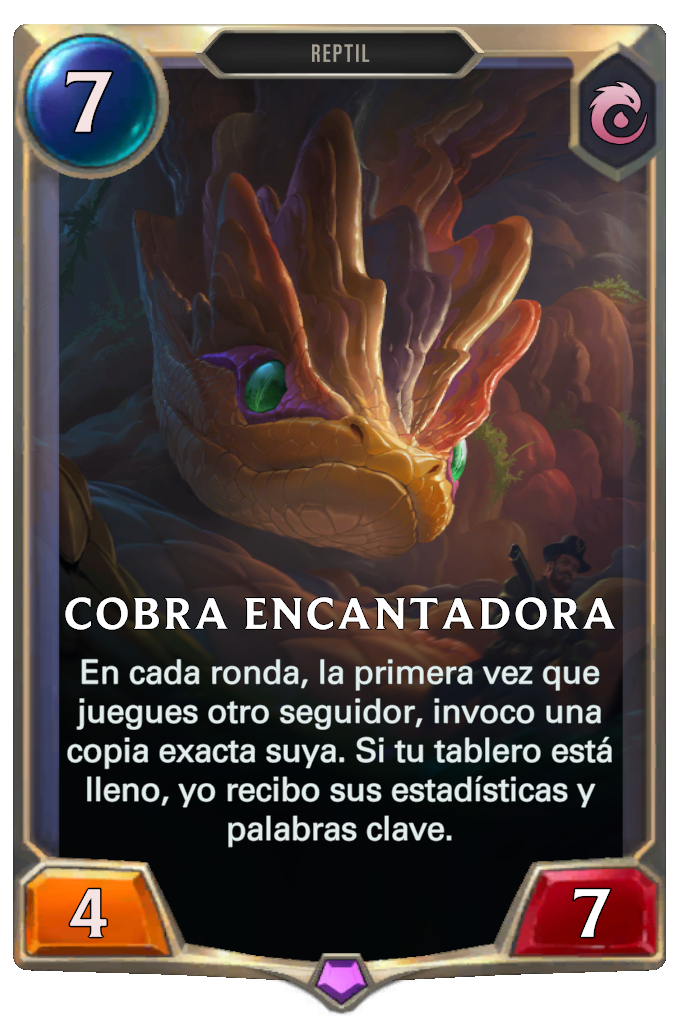 REPTIL
7
COBRA ENCANTADORA
En cada ronda, la primera vez que
juegues otro seguidor, invoco una
copia exacta suya. Si tu tablero está
lleno, yo recibo sus estadísticas y
palabras clave.
4
7